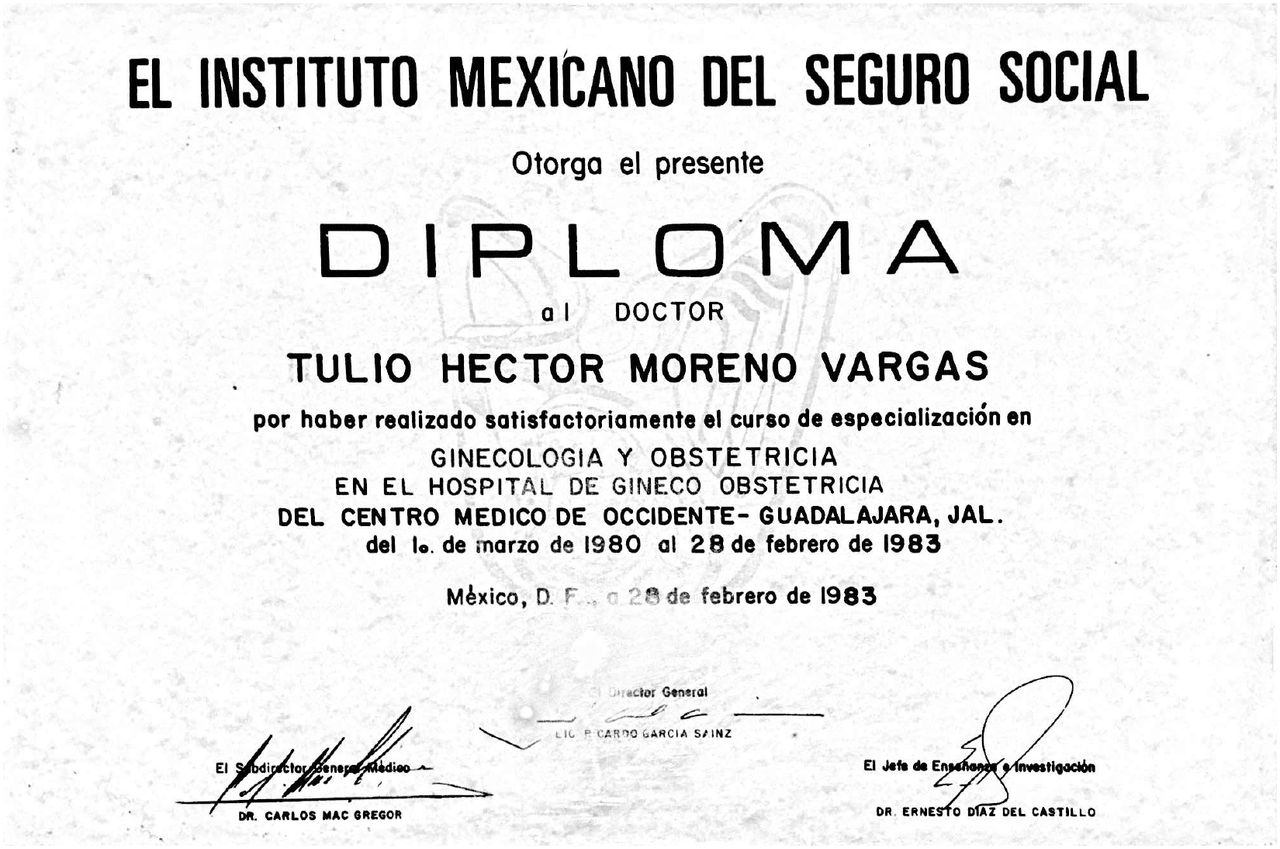 EL INSTITUTO MEXICANO DEL SEGURO SOCIAL
Otorga el presente
DIPLOMA
al DOCTOR
TULIO HECTOR MORENO VARGAS
por haber realizado satisfactoriamente el curso de especialización en
GINECOLOGIA Y OBSTETRICIA
EN EL HOSPITAL DE GINECO OBSTETRICIA
DEL CENTRO MEDICO DE OCCIDENTE- GUADALAJARA, JAL.
del 1o. de marzo de 1980 al 28 de febrero de 1983
México, D. F., a 28 de febrero de 1983
El Director General
LIC RICARDO GARCIA SAINZ
El Subdirector General Médico
DR. CARLOS MAC GREGOR
El Jefe de Enseñanza e Investigación
DR. ERNESTO DIAZ DEL CASTILLO